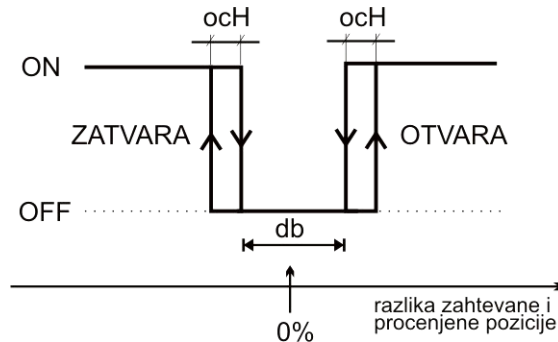 ocH
ocH
ON
ZATVARA
OTVARA
OFF
db
0%
razlika zahtevane i
procenjene pozicije